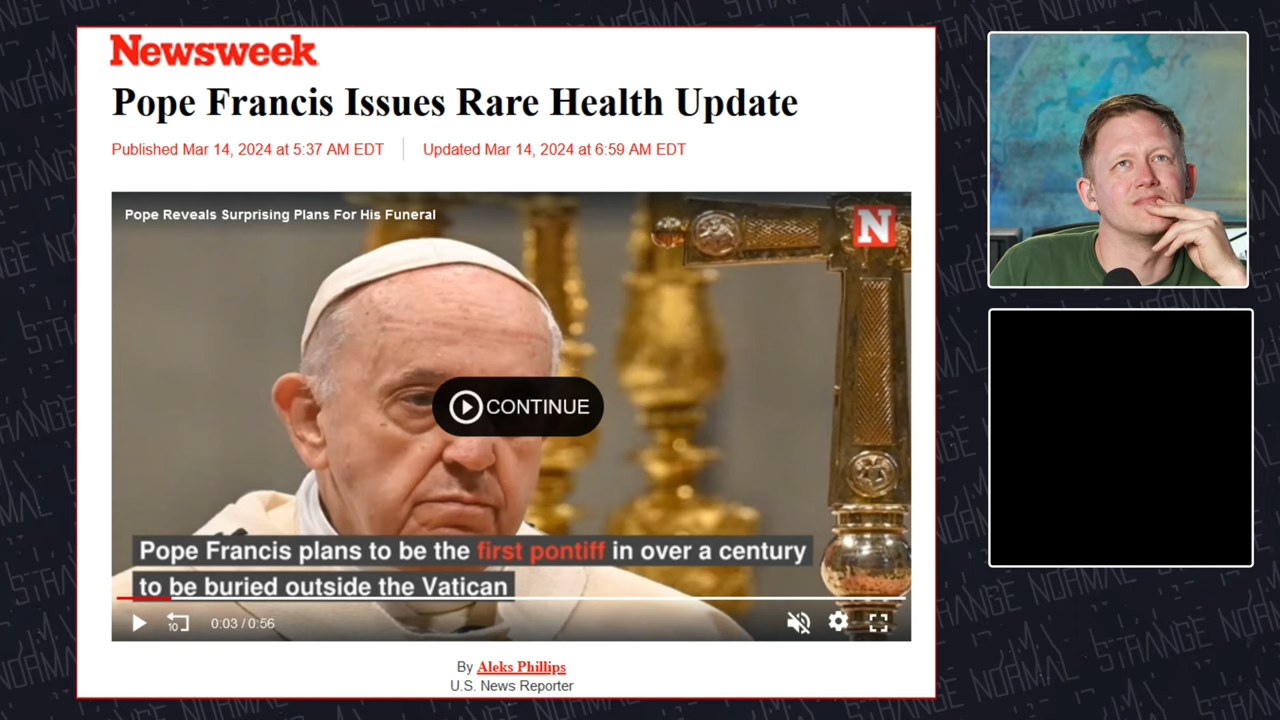 Newsweek
Pope Francis Issues Rare Health Update
Published Mar 14, 2024 at 5:37 AM EDT Updated Mar 14, 2024 at 6:59 AM EDT
Pope Reveals Surprising Plans For His Funeral
N
CONTINUE
Pope Francis plans to be the first pontiff in over a century
to be buried outside the Vatican
10
0:03 / 0:56
By Aleks Phillips
U.S. News Reporter
STRANGE NORMAL